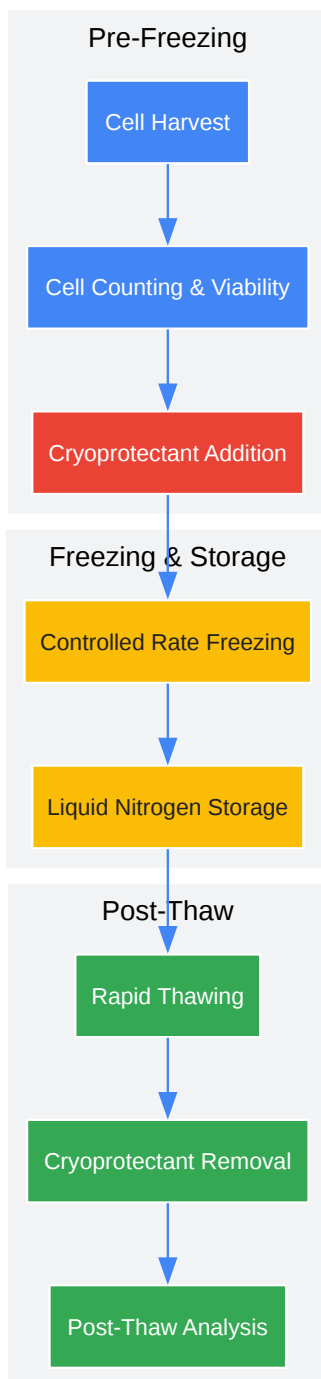 Pre-Freezing
Cell Harvest
Cell Counting & Viability
Cryoprotectant Addition
Freezing & Storage
Controlled Rate Freezing
Liquid Nitrogen Storage
Post-Thaw
Rapid Thawing
Cryoprotectant Removal
Post-Thaw Analysis